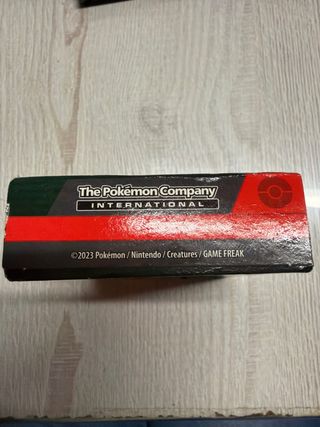 The Pokémon Company
INTERNATIONAL
©2023 Pokémon / Nintendo / Creatures / GAME FREAK